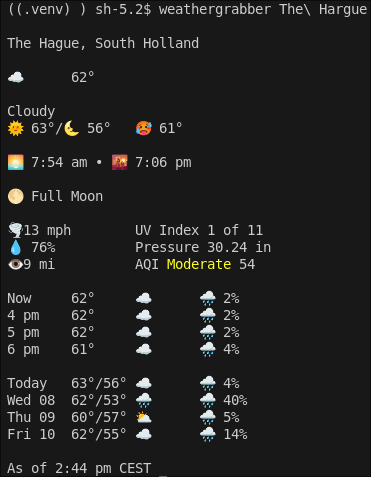 ((.venv) ) sh-5.2$ weathergrabber The\ Hargue
The Hague, South Holland
☁️ 62°
Cloudy
🌞 63°/🌜 56° 🥵 61°
🌅 7:54 am • 🌇 7:06 pm
🌕 Full Moon
🌪️13 mph UV Index 1 of 11
💧 76% Pressure 30.24 in
👁️9 mi AQI Moderate 54
Now 62° ☁️ 🌧️ 2%
4 pm 62° ☁️ 🌧️ 2%
5 pm 62° ☁️ 🌧️ 2%
6 pm 61° ☁️ 🌧️ 4%
Today 63°/56° ☁️ 🌧️ 4%
Wed 08 62°/53° 🌧️ 🌧️ 40%
Thu 09 60°/57° ⛅ 🌧️ 5%
Fri 10 62°/55° ☁️ 🌧️ 14%
As of 2:44 pm CEST _